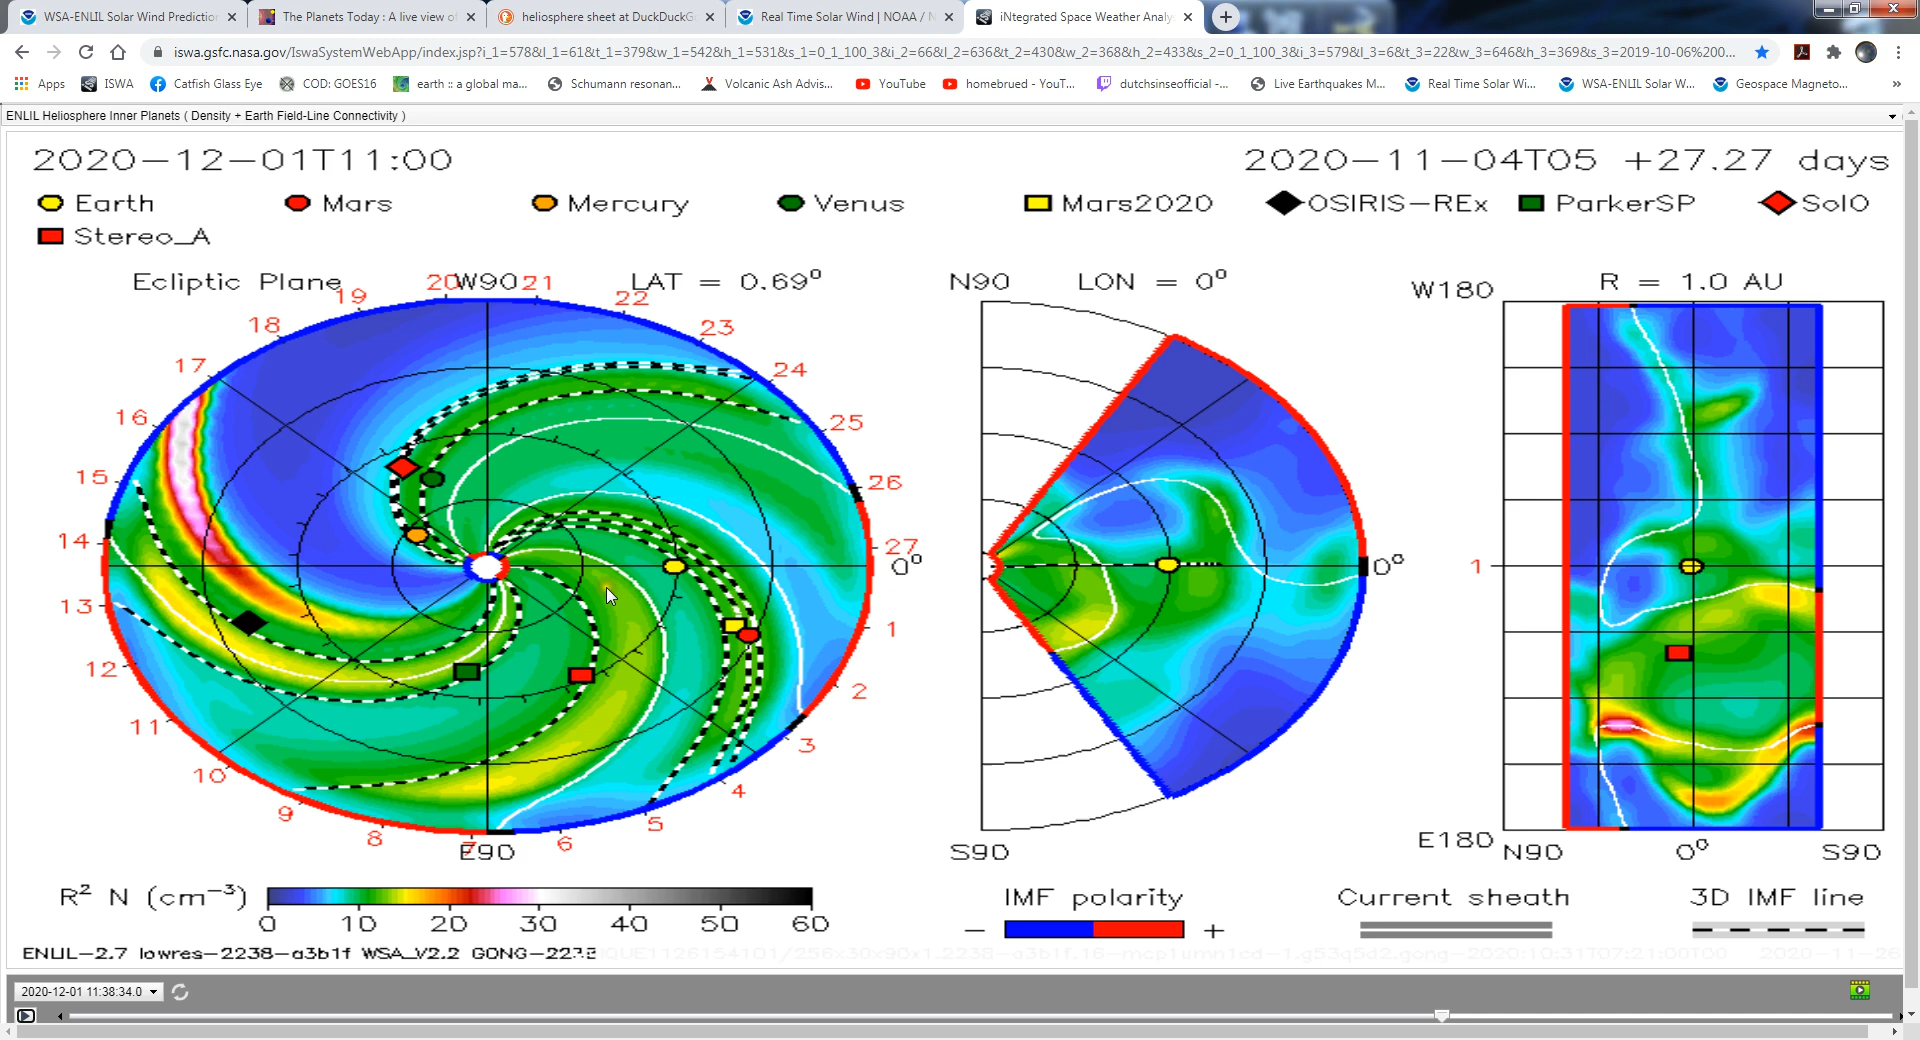 WSA-ENLIL Solar Wind Prediction
The Planets Today : A live view of
heliosphere sheet at DuckDuckG
Real Time Solar Wind | NOAA / N
iNtegrated Space Weather Analy
iswa.gsfc.nasa.gov/IswaSystemWebApp/index.jsp?i_1=578&l_1=61&t_1=379&w_1=542&h_1=531&s_1=0_1_100_3&i_2=66&l_2=636&t_2=430&w_2=368&h_2=433&s_2=0_1_100_3&i_3=579&l_3=6&t_3=22&w_3=646&h_3=369&s_3=2019-10-06%200...
Apps ISWA Catfish Glass Eye COD: GOES16 earth :: a global ma... Schumann resonan... Volcanic Ash Advis... YouTube homebrued - YouT... dutchsinseofficial -... Live Earthquakes M... Real Time Solar Wi... WSA-ENLIL Solar W... Geospace Magneto... »
ENLIL Heliosphere Inner Planets ( Density + Earth Field-Line Connectivity )
2020-12-01T11:00 2020-11-04T05 +27.27 days
Earth Mars Mercury Venus Mars2020 OSIRIS-REx ParkerSP SolO
Stereo_A
Ecliptic Plane W90 LAT = 0.69° N90 LON = 0° W180 R = 1.0 AU
20 21
19 22
18 23
17 24
16 25
15 26
14 27 0° 0° 1
13 1
12 2
11 3
10 4
9 5
8 7 6
E90 S90 E180 N90 0° S90
R² N (cm⁻³) IMF polarity Current sheath 3D IMF line
0 10 20 30 40 50 60 - +
ENLIL-2.7 lowres-2238-a3b1f WSA_V2.2 GONG-2238
2020-12-01 11:38:34.0